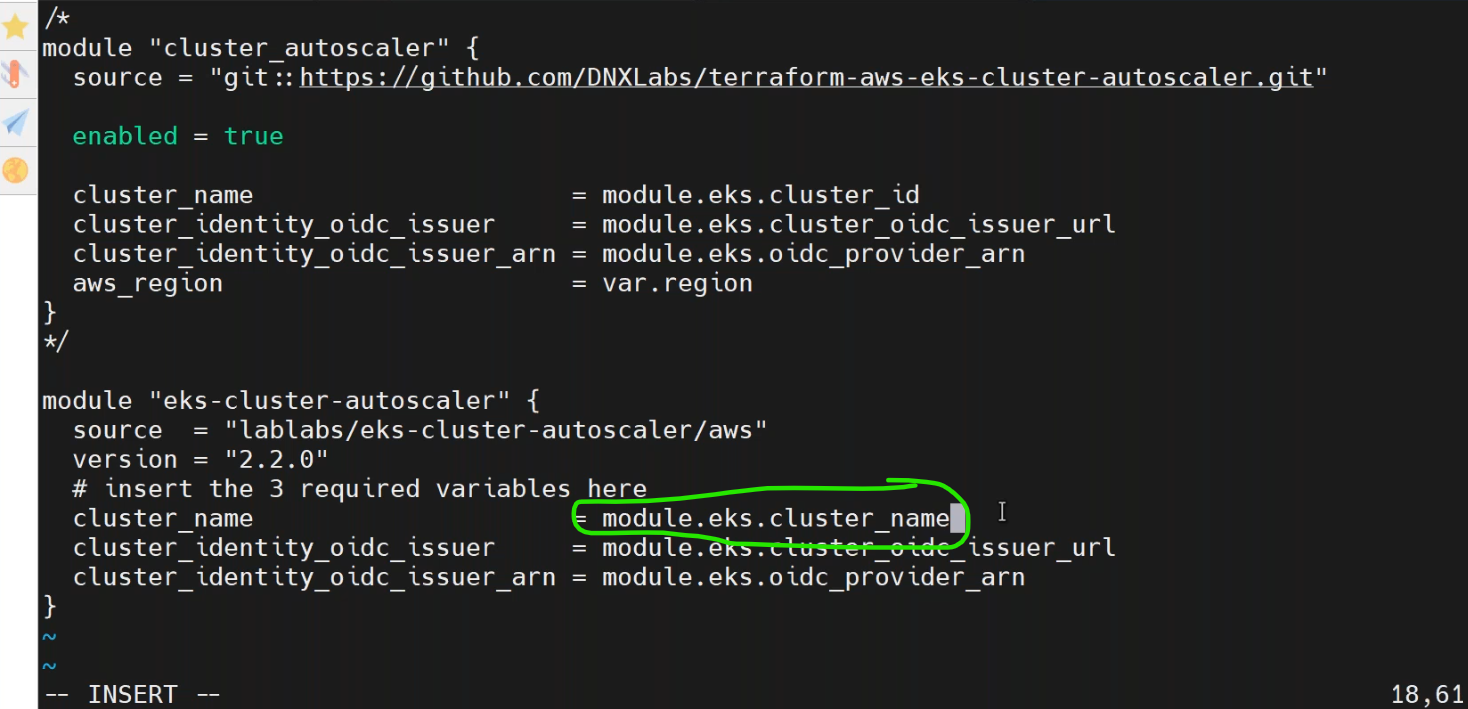 /*
module "cluster_autoscaler" {
  source = "git::https://github.com/DNXLabs/terraform-aws-eks-cluster-autoscaler.git"
  enabled = true
  cluster_name                     = module.eks.cluster_id
  cluster_identity_oidc_issuer     = module.eks.cluster_oidc_issuer_url
  cluster_identity_oidc_issuer_arn = module.eks.oidc_provider_arn
  aws_region                       = var.region
}
*/
module "eks-cluster-autoscaler" {
  source  = "lablabs/eks-cluster-autoscaler/aws"
  version = "2.2.0"
  # insert the 3 required variables here
  cluster_name                     = module.eks.cluster_name
  cluster_identity_oidc_issuer     = module.eks.cluster_oidc_issuer_url
  cluster_identity_oidc_issuer_arn = module.eks.oidc_provider_arn
}
~
~
-- INSERT -- 18,61